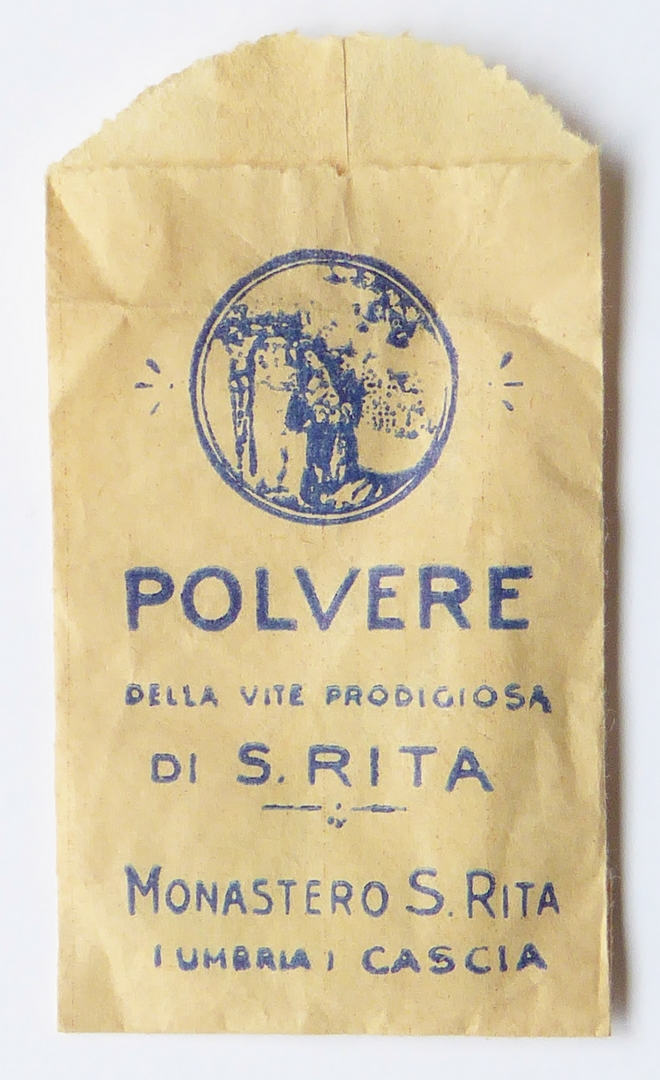 POLVERE
DELLA VITE PRODIGIOSA
DI S. RITA
MONASTERO S. RITA
(UMBRIA) CASCIA